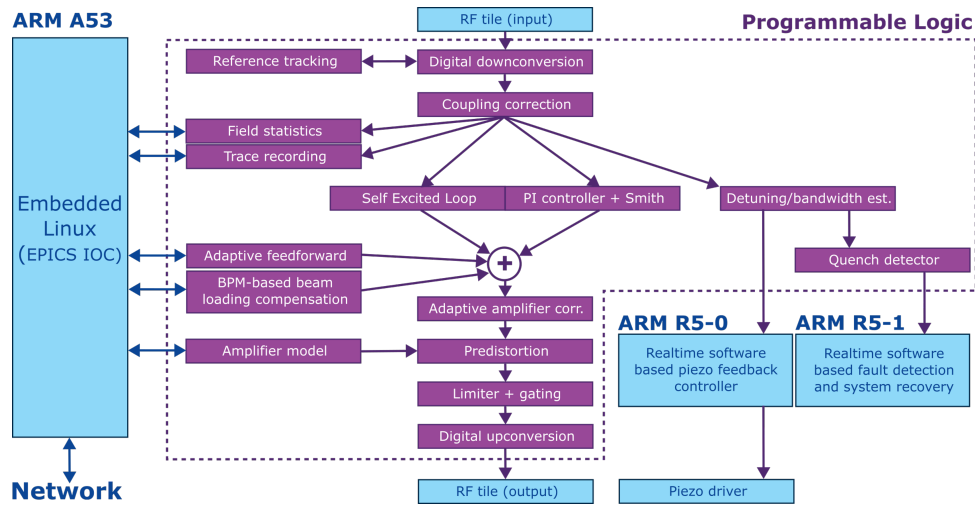 ARM A53
RF tile (input)
Programmable Logic
Reference tracking
Digital downconversion
Coupling correction
Field statistics
Trace recording
Self Excited Loop
PI controller + Smith
Detuning/bandwidth est.
Embedded
Linux
(EPICS IOC)
Adaptive feedforward
+
Quench detector
BPM-based beam
loading compensation
Adaptive amplifier corr.
ARM R5-0
ARM R5-1
Amplifier model
Predistortion
Realtime software
based piezo feedback
controller
Realtime software
based fault detection
and system recovery
Limiter + gating
Digital upconversion
Network
RF tile (output)
Piezo driver